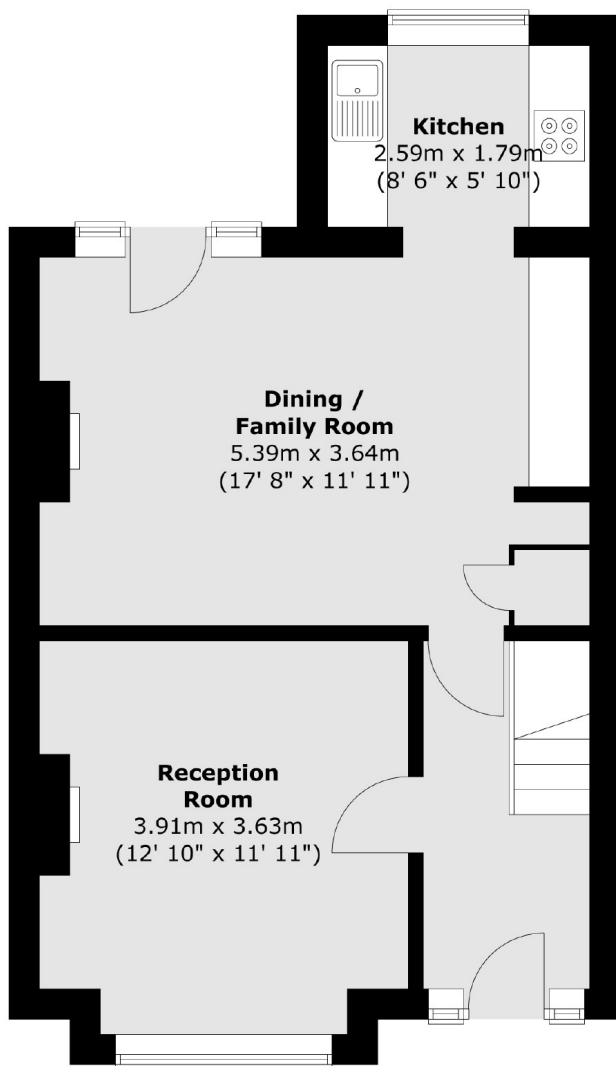 Kitchen
2.59m x 1.79m
(8' 6" x 5' 10")
Dining /
Family Room
5.39m x 3.64m
(17' 8" x 11' 11")
Reception
Room
3.91m x 3.63m
(12' 10" x 11' 11")